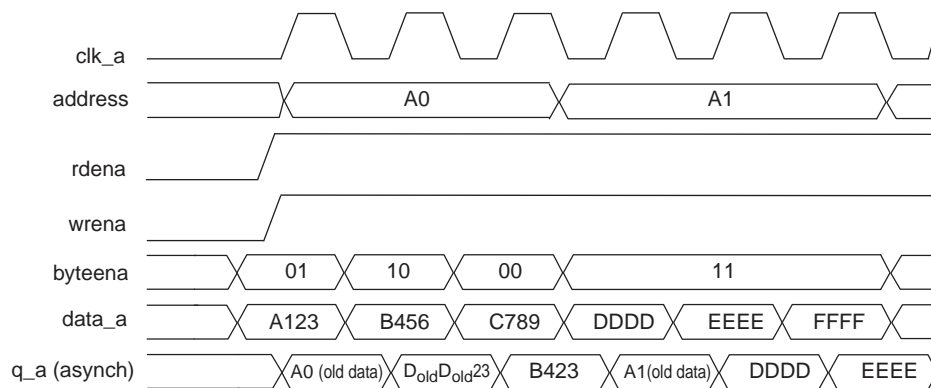 clk_a
address A0 A1
rdena
wrena
byteena 01 10 00 11
data_a A123 B456 C789 DDDD EEEE FFFF
q_a (asynch) A0 (old data) DoldDold23 B423 A1(old data) DDDD EEEE